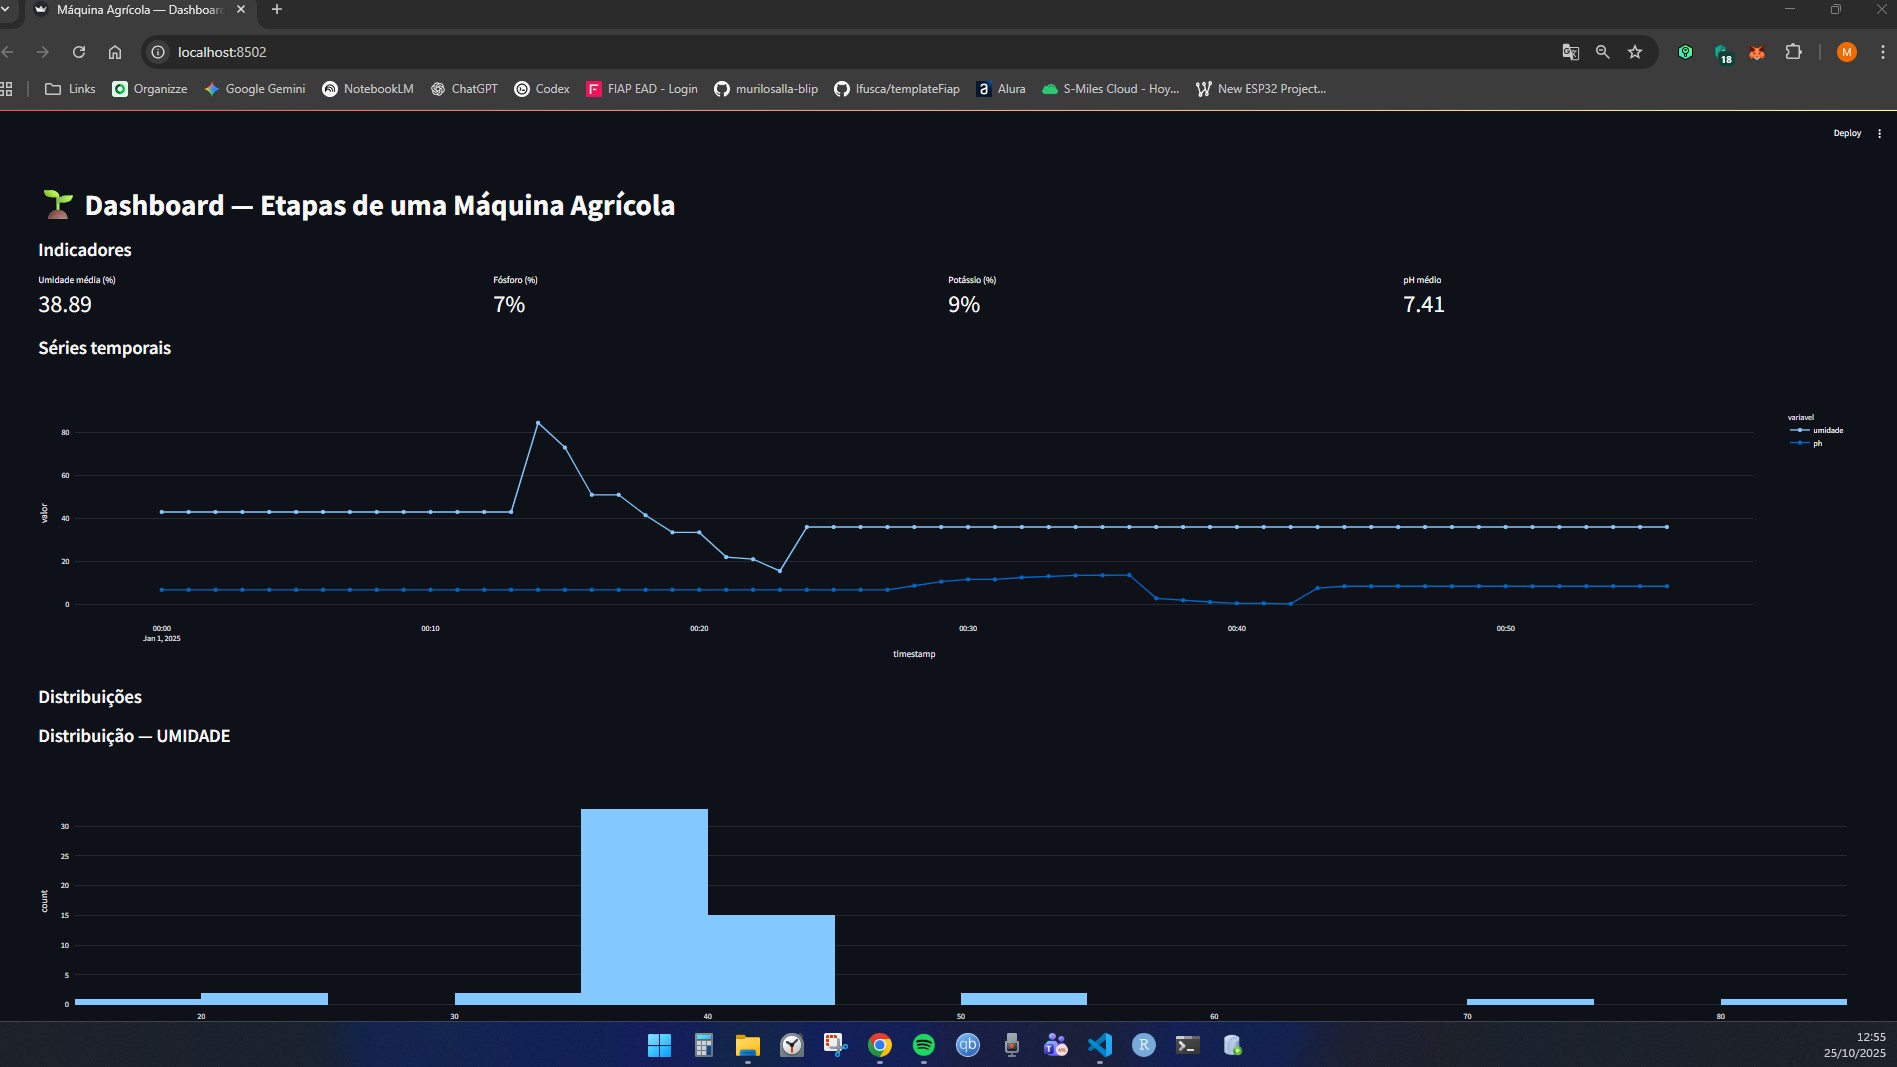 Máquina Agrícola — Dashboar
localhost:8502
18
M
Links
Organizze
Google Gemini
NotebookLM
ChatGPT
Codex
F
FIAP EAD - Login
murilosalla-blip
lfusca/templateFiap
a
Alura
S-Miles Cloud - Hoy...
New ESP32 Project...
Deploy
Dashboard — Etapas de uma Máquina Agrícola
Indicadores
Umidade média (%)
38.89
Fósforo (%)
7%
Potássio (%)
9%
pH médio
7.41
Séries temporais
80
60
40
20
0
valor
variavel
umidade
ph
00:00
Jan 1, 2025
00:10
00:20
00:30
00:40
00:50
timestamp
Distribuições
Distribuição — UMIDADE
30
25
20
15
10
5
0
count
20
30
40
50
60
70
80
qb
R
12:55
25/10/2025